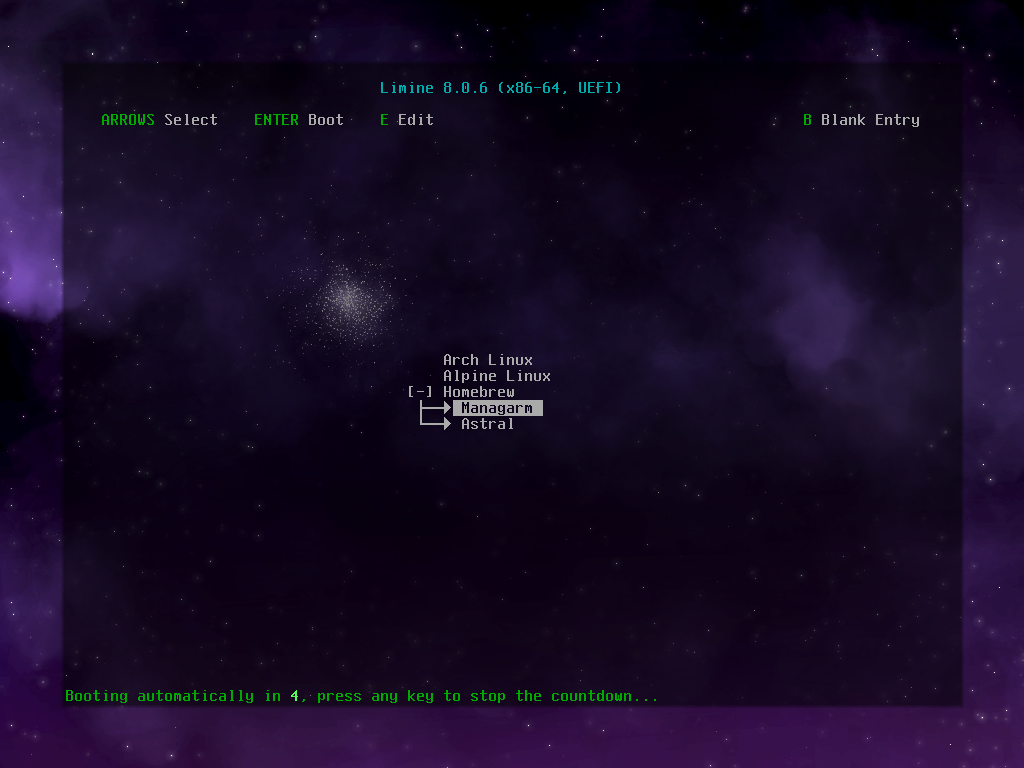 Limine 8.0.6 (x86-64, UEFI)
ARROWS Select    ENTER Boot    E Edit    B Blank Entry
Arch Linux
Alpine Linux
[-] Homebrew
Managarm
Astral
Booting automatically in 4, press any key to stop the countdown...